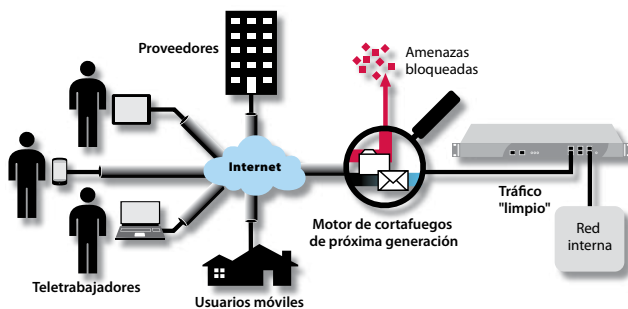 Proveedores
Amenazas
bloqueadas
Internet
Tráfico
"limpio"
Motor de cortafuegos
de próxima generación
Red
interna
Teletrabajadores
Usuarios móviles